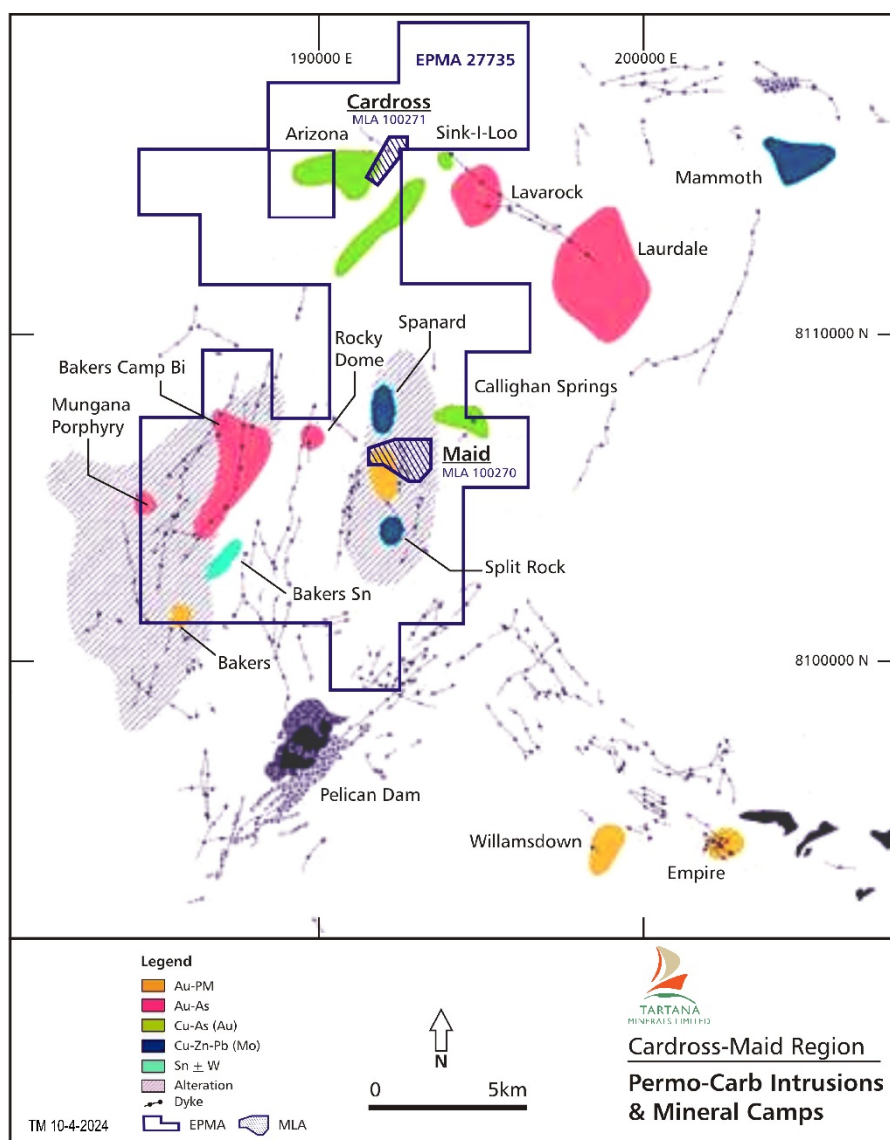 190000 E
200000 E
EPMA 27735
Cardross
MLA 100271
Arizona
Sink-I-Loo
Lavarock
Mammoth
Laurdale
8110000 N
Spanard
Rocky
Dome
Bakers Camp Bi
Mungana
Porphyry
Callighan Springs
Maid
MLA 100270
Split Rock
Bakers Sn
Bakers
8100000 N
Pelican Dam
Willamsdown
Empire
Legend
Au-PM
Au-As
Cu-As (Au)
Cu-Zn-Pb (Mo)
Sn ± W
Alteration
Dyke
EPMA
MLA
TM 10-4-2024
N
0
5km
TARTANA
MINERALS LIMITED
Cardross-Maid Region
Permo-Carb Intrusions
& Mineral Camps